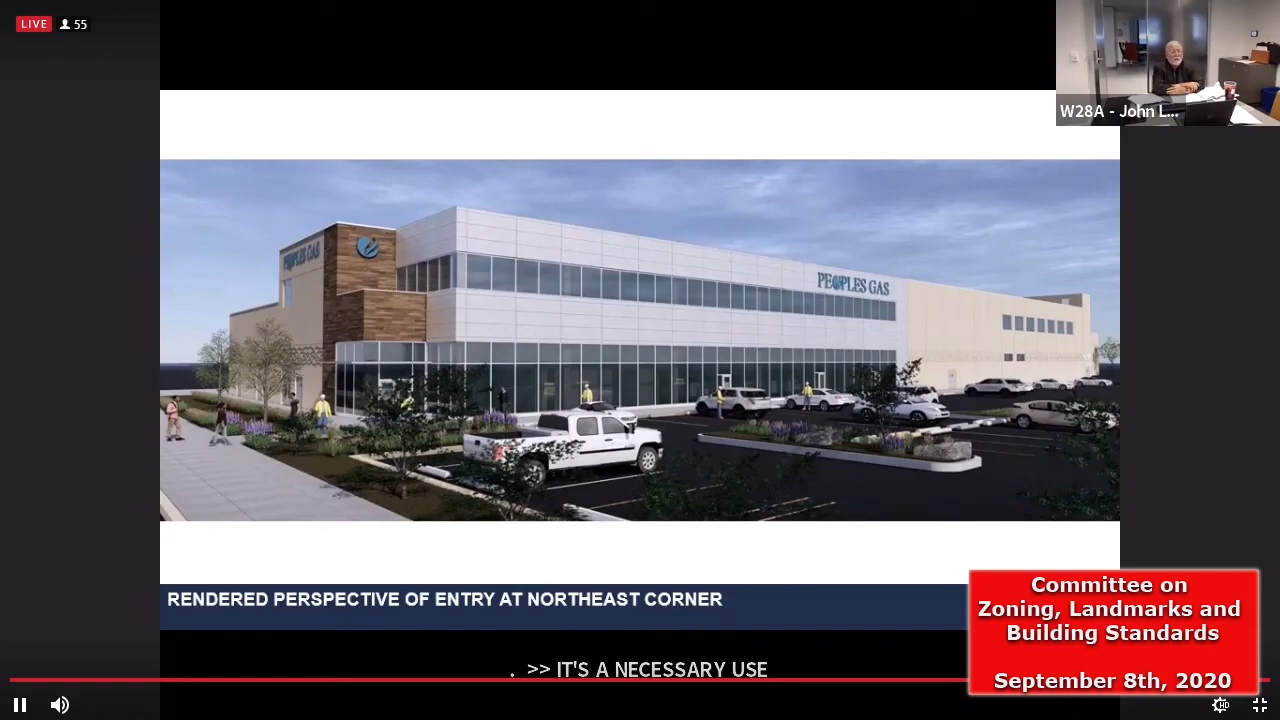 LIVE 55
W28A - John L...
PEOPLES GAS
PEOPLES GAS
RENDERED PERSPECTIVE OF ENTRY AT NORTHEAST CORNER
Committee on
Zoning, Landmarks and
Building Standards
September 8th, 2020
. >> IT'S A NECESSARY USE
HD